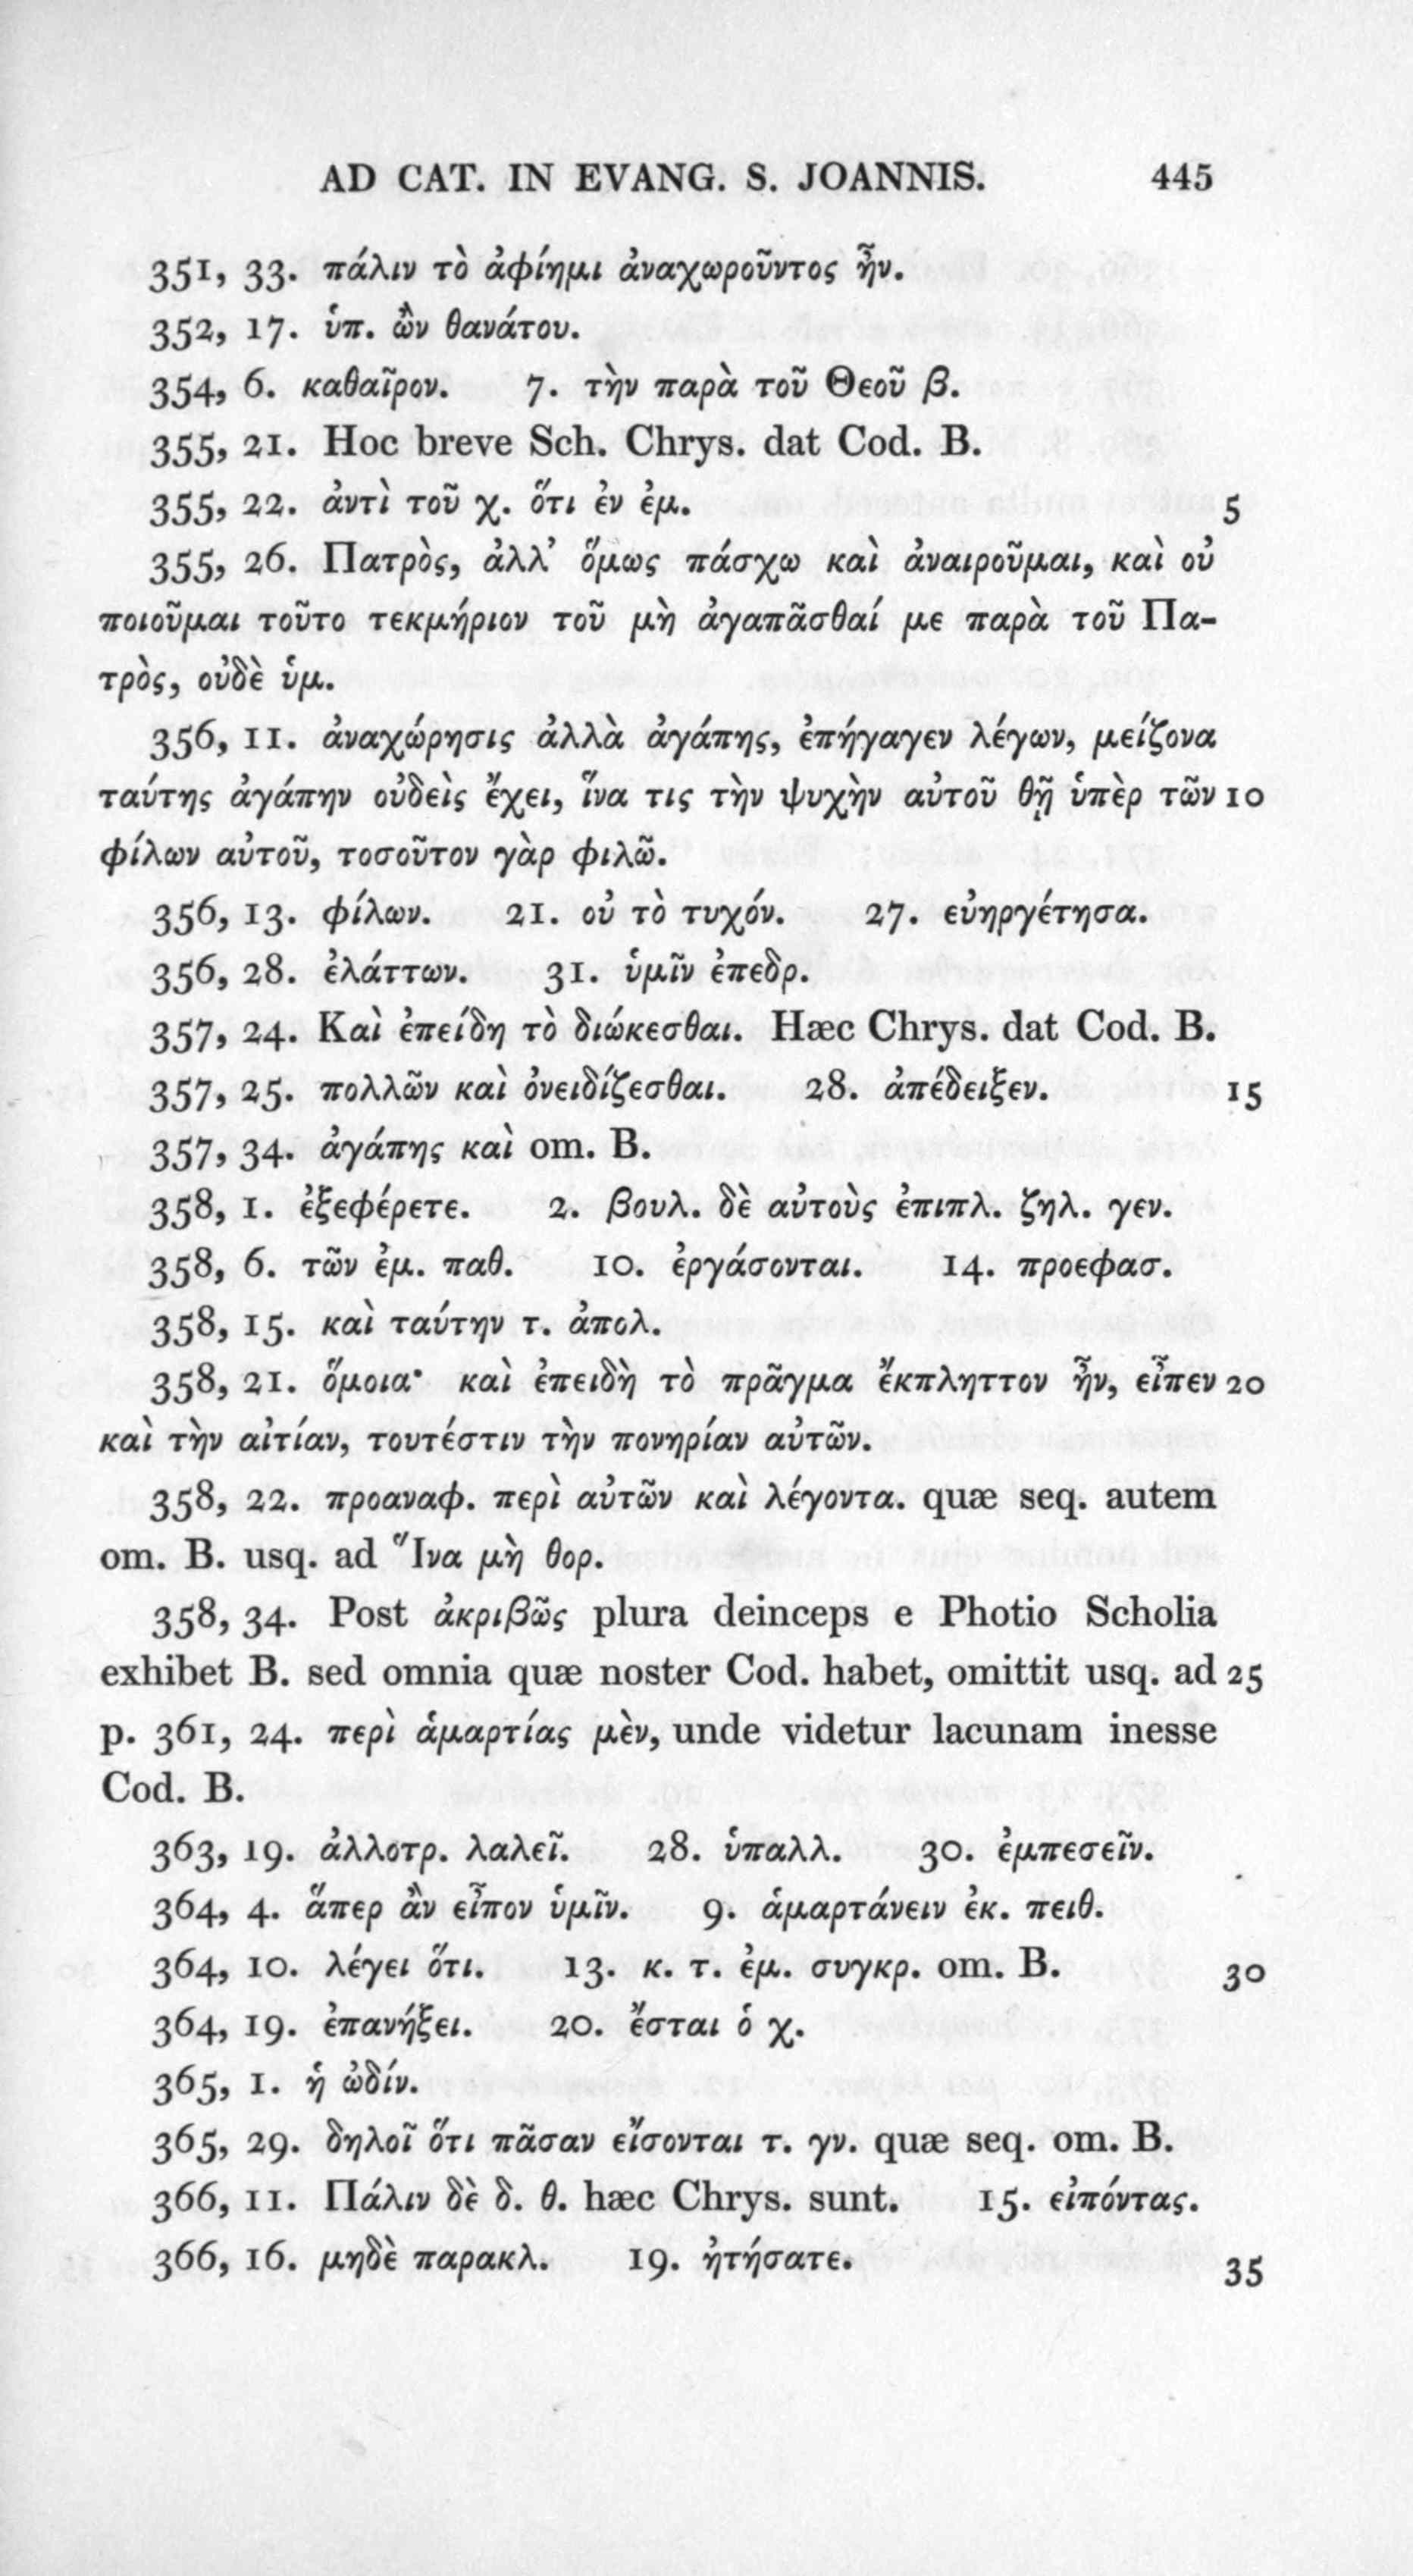 AD CAT. IN EVANG. S. JOANNIS. 445
351, 33. πάλιν τὸ ἀφίημι ἀναχωροῦντος ἦν.
352, 17. ὑπ. ὢν θανάτου.
354, 6. καθαῖρον. 7. τὴν παρὰ τοῦ Θεοῦ β.
355, 21. Hoc breve Sch. Chrys. dat Cod. B.
355, 22. ἀντὶ τοῦ χ. ὅτι ἐν ἐμ. 5
355, 26. Πατρὸς, ἀλλ’ ὅμως πάσχω καὶ ἀναιροῦμαι, καὶ οὐ
ποιοῦμαι τοῦτο τεκμήριον τοῦ μὴ ἀγαπᾶσθαί με παρὰ τοῦ Πα-
τρὸς, οὐδὲ ὑμ.
356, 11. ἀναχώρησις ἀλλὰ ἀγάπης, ἐπήγαγεν λέγων, μείζονα
ταύτης ἀγάπην οὐδεὶς ἔχει, ἵνα τις τὴν ψυχὴν αὐτοῦ θῇ ὑπὲρ τῶν 10
φίλων αὐτοῦ, τοσοῦτον γὰρ φιλῶ.
356, 13. φίλων. 21. οὐ τὸ τυχόν. 27. εὐηργέτησα.
356, 28. ἐλάττων. 31. ὑμῖν ἐπεδρ.
357, 24. Καὶ ἐπείδη τὸ διώκεσθαι. Hæc Chrys. dat Cod. B.
357, 25. πολλῶν καὶ ὀνειδίζεσθαι. 28. ἀπέδειξεν. 15
357, 34. ἀγάπης καὶ om. B.
358, 1. ἐξεφέρετε. 2. βουλ. δὲ αὐτοὺς ἐπιπλ. ζηλ. γεν.
358, 6. τῶν ἐμ. παθ. 10. ἐργάσονται. 14. προεφασ.
358, 15. καὶ ταύτην τ. ἀπολ.
358, 21. ὅμοια· καὶ ἐπειδὴ τὸ πρᾶγμα ἔκπληττον ἦν, εἶπεν 20
καὶ τὴν αἰτίαν, τουτέστιν τὴν πονηρίαν αὐτῶν.
358, 22. προαναφ. περὶ αὐτῶν καὶ λέγοντα. quæ seq. autem
om. B. usq. ad Ἵνα μὴ θορ.
358, 34. Post ἀκριβῶς plura deinceps e Photio Scholia
exhibet B. sed omnia quæ noster Cod. habet, omittit usq. ad 25
p. 361, 24. περὶ ἁμαρτίας μὲν, unde videtur lacunam inesse
Cod. B.
363, 19. ἀλλοτρ. λαλεῖ. 28. ὑπαλλ. 30. ἐμπεσεῖν.
364, 4. ἅπερ ἂν εἶπον ὑμῖν. 9. ἁμαρτάνειν ἐκ. πειθ.
364, 10. λέγει ὅτι. 13. κ. τ. ἐμ. συγκρ. om. B. 30
364, 19. ἐπανήξει. 20. ἔσται ὁ χ.
365, 1. ἡ ὠδίν.
365, 29. δηλοῖ ὅτι πᾶσαν εἴσονται τ. γν. quæ seq. om. B.
366, 11. Πάλιν δὲ δ. θ. hæc Chrys. sunt. 15. εἰπόντας.
366, 16. μηδὲ παρακλ. 19. ᾐτήσατε. 35